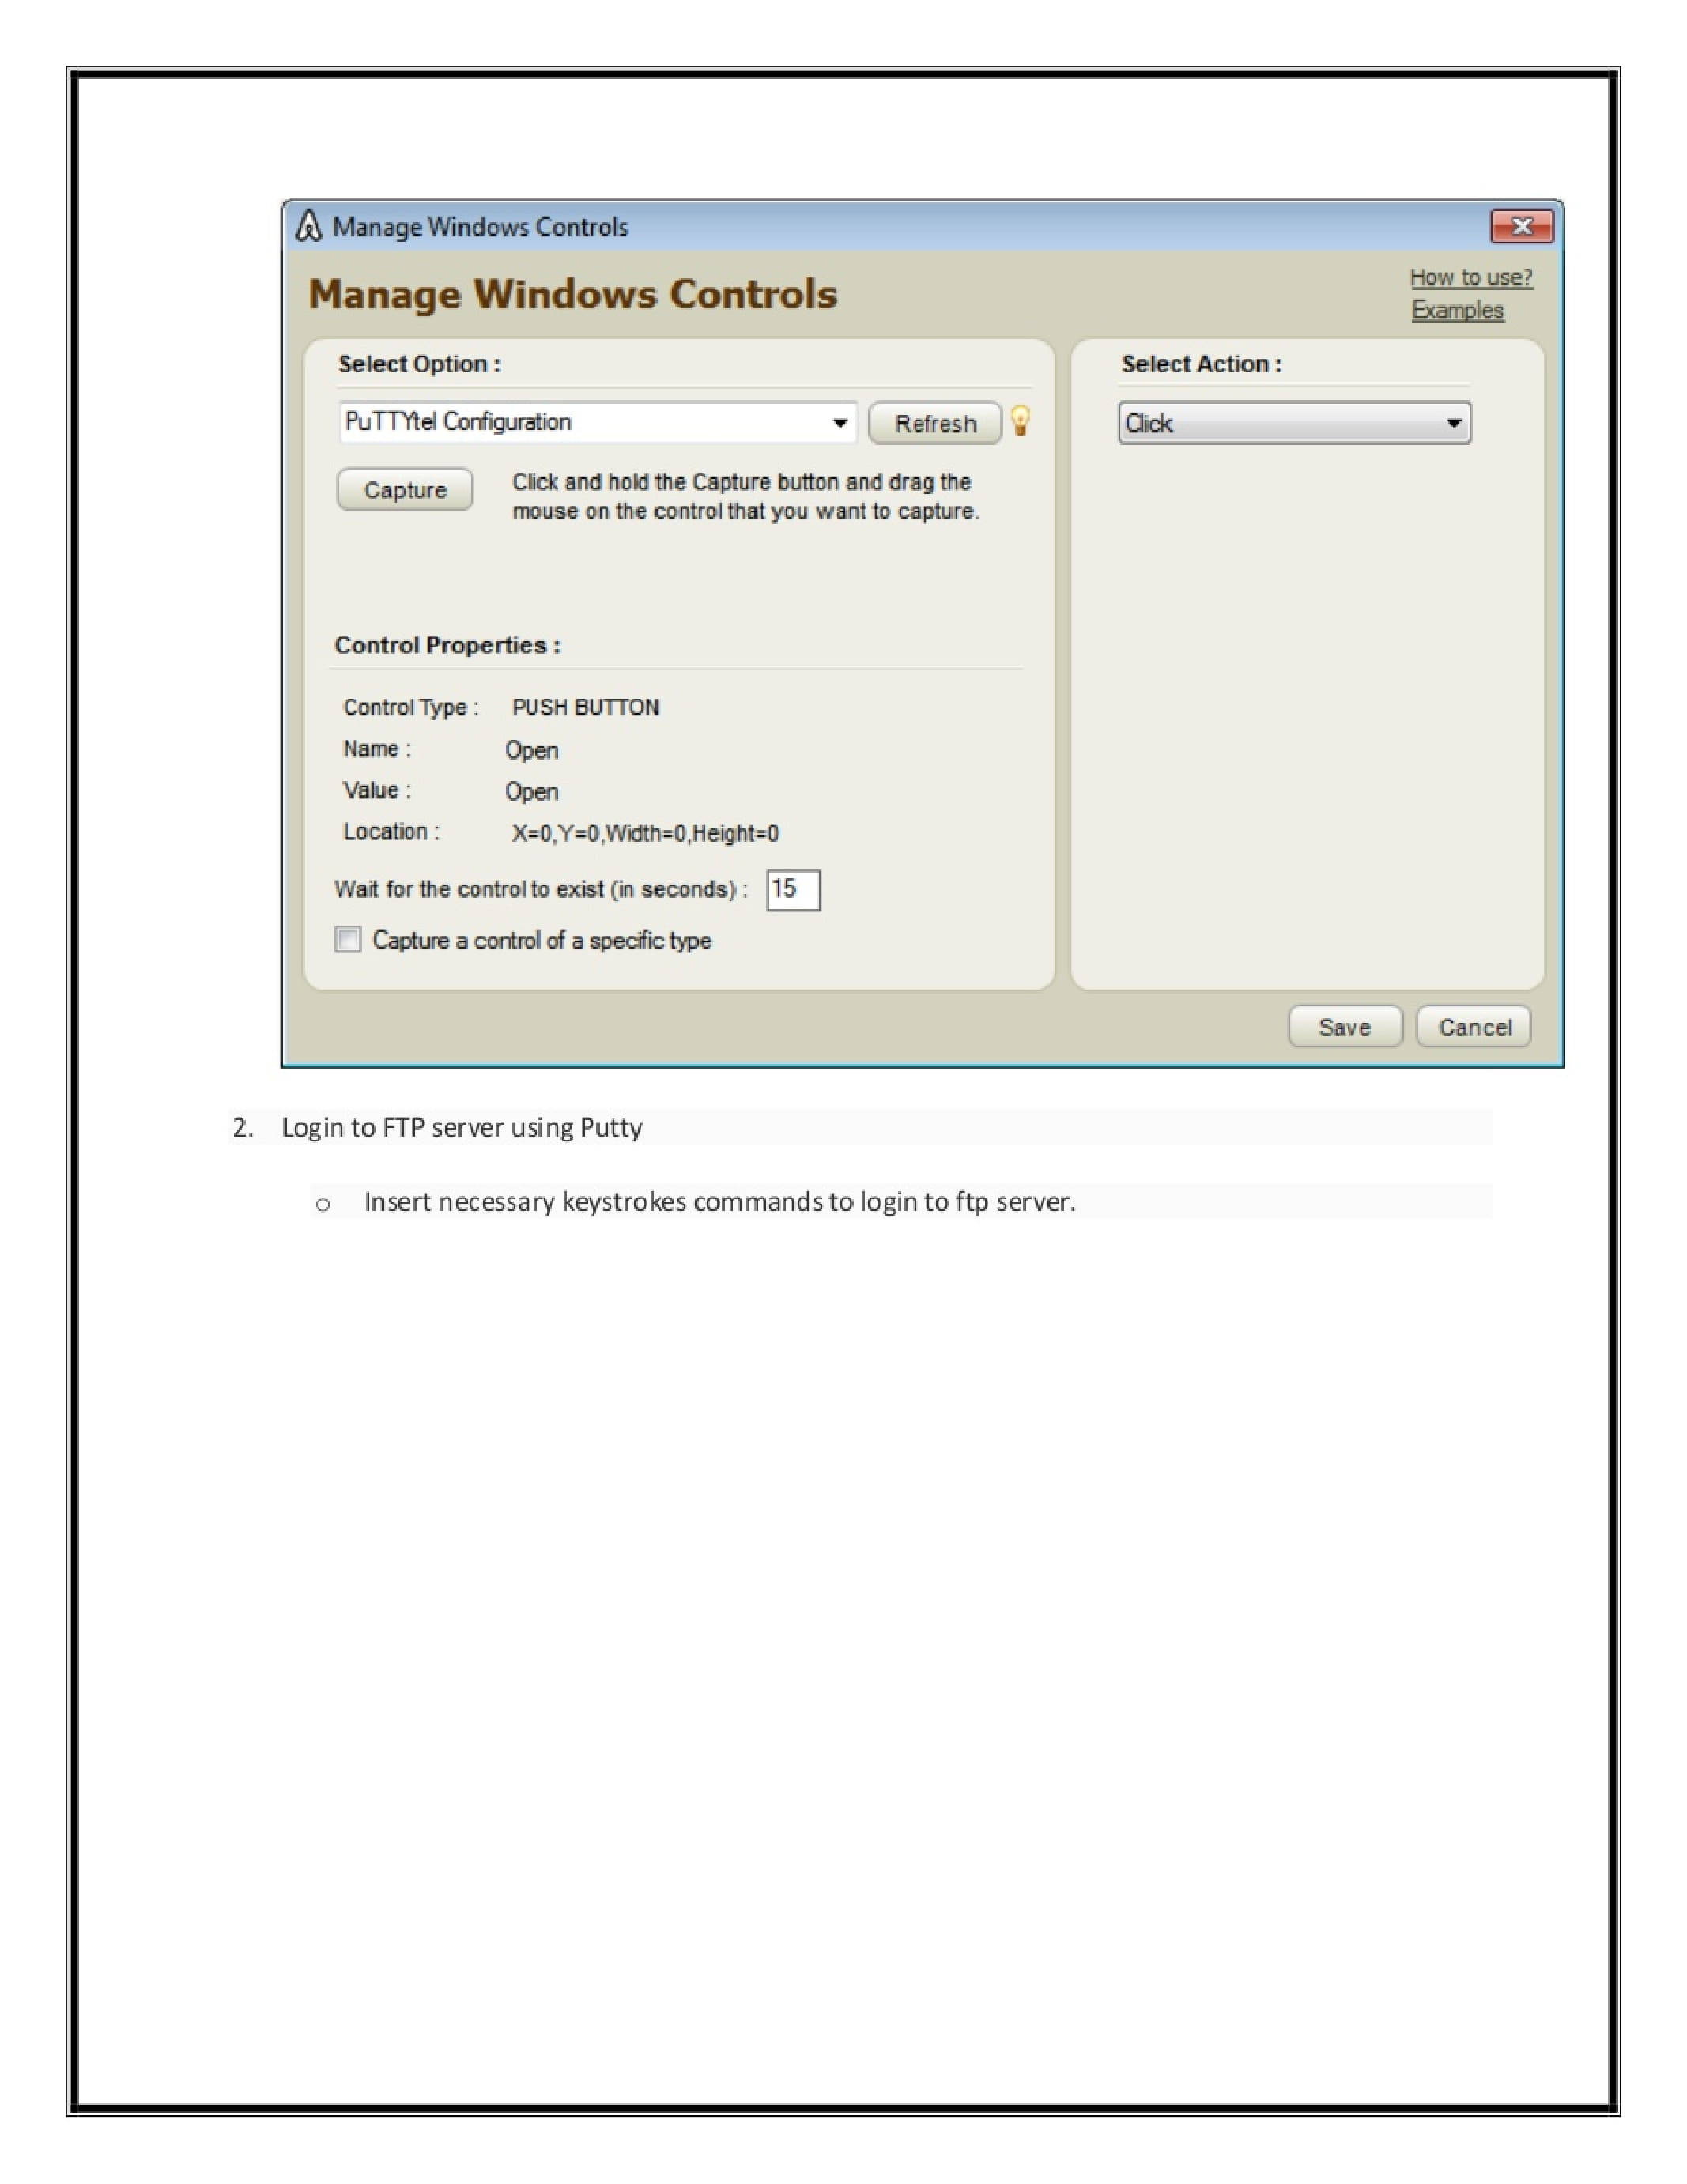 Manage Windows Controls
Manage Windows Controls
How to use?
Examples
Select Option :
PuTTYtel Configuration
Refresh
Capture
Click and hold the Capture button and drag the
mouse on the control that you want to capture.
Control Properties :
Control Type : PUSH BUTTON
Name : Open
Value : Open
Location : X=0,Y=0,Width=0,Height=0
Wait for the control to exist (in seconds) : 15
Capture a control of a specific type
Select Action :
Click
Save Cancel
2. Login to FTP server using Putty
o Insert necessary keystrokes commands to login to ftp server.